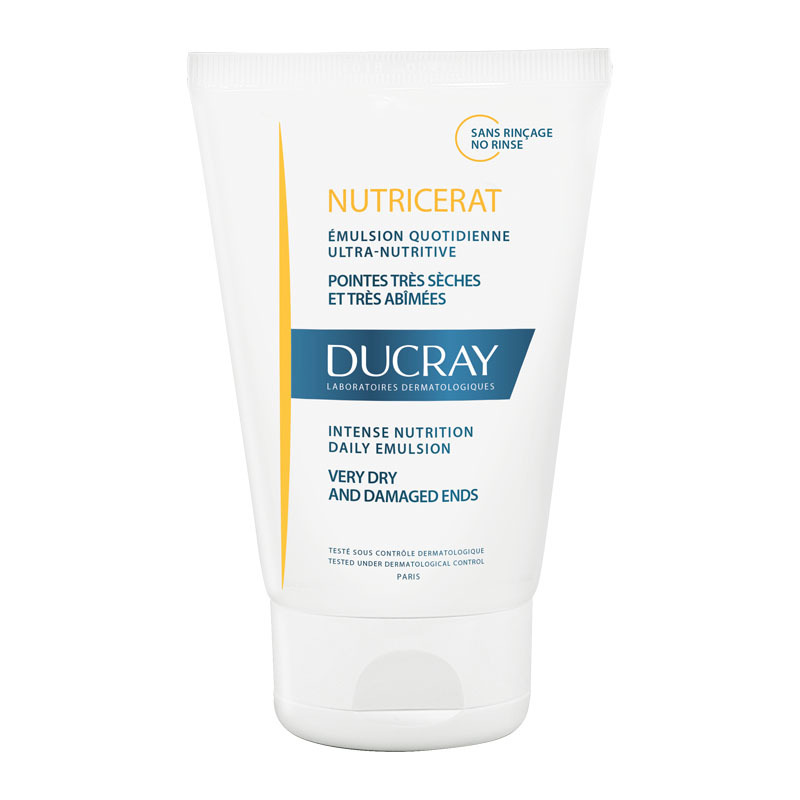 SANS RINÇAGE
NO RINSE
NUTRICERAT
ÉMULSION QUOTIDIENNE
ULTRA-NUTRITIVE
POINTES TRÈS SÈCHES
ET TRÈS ABÎMÉES
DUCRAY
LABORATOIRES DERMATOLOGIQUES
INTENSE NUTRITION
DAILY EMULSION
VERY DRY
AND DAMAGED ENDS
TESTÉ SOUS CONTRÔLE DERMATOLOGIQUE
TESTED UNDER DERMATOLOGICAL CONTROL
PARIS